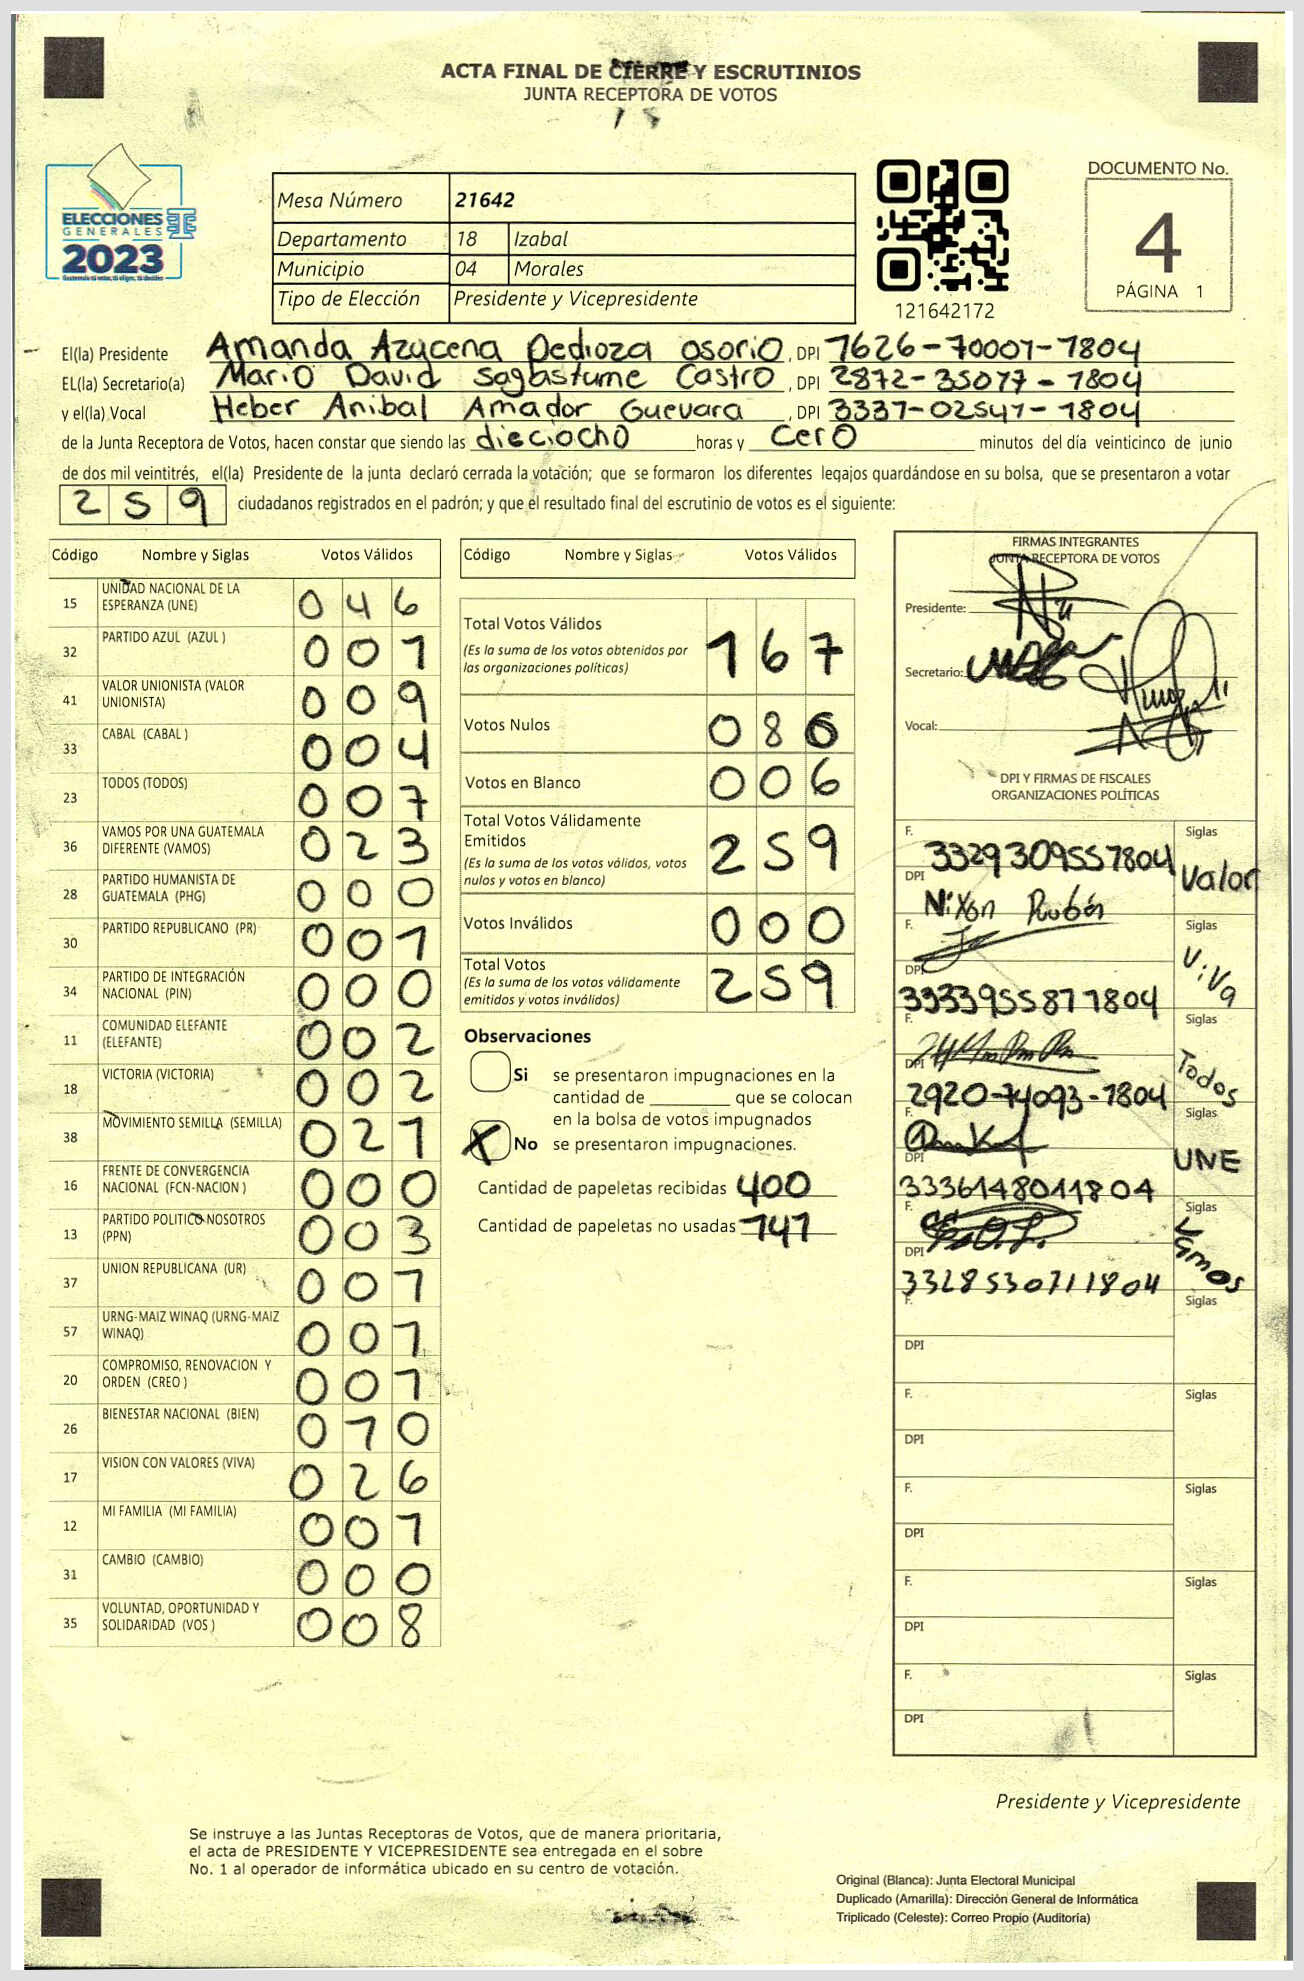 ACTA FINAL DE CIERRE Y ESCRUTINIOS
JUNTA RECEPTORA DE VOTOS
ELECCIONES
GENERALES
2023
Mesa Número 21642
Departamento 18 Izabal
Municipio 04 Morales
Tipo de Elección Presidente y Vicepresidente
121642172
DOCUMENTO No.
4
PÁGINA 1
El(la) Presidente Amanda Azucena Pedioza osorio, DPI 1626-70001-1804
EL(la) Secretario(a) Mario David Sagastume Castro, DPI 2872-35077-1804
y el(la) Vocal Heber Anibal Amador Guevara, DPI 3337-02541-1804
de la Junta Receptora de Votos, hacen constar que siendo las dieciocho horas y cero minutos del día veinticinco de junio
de dos mil veintitrés, el(la) Presidente de la junta declaró cerrada la votación; que se formaron los diferentes legajos quardándose en su bolsa, que se presentaron a votar
259 ciudadanos registrados en el padrón; y que el resultado final del escrutinio de votos es el siguiente:
Código Nombre y Siglas Votos Válidos
15 UNIDAD NACIONAL DE LA ESPERANZA (UNE) 046
32 PARTIDO AZUL (AZUL ) 001
41 VALOR UNIONISTA (VALOR UNIONISTA) 009
33 CABAL (CABAL ) 004
23 TODOS (TODOS) 007
36 VAMOS POR UNA GUATEMALA DIFERENTE (VAMOS) 023
28 PARTIDO HUMANISTA DE GUATEMALA (PHG) 000
30 PARTIDO REPUBLICANO (PR) 001
34 PARTIDO DE INTEGRACIÓN NACIONAL (PIN) 000
11 COMUNIDAD ELEFANTE (ELEFANTE) 002
18 VICTORIA (VICTORIA) 002
38 MOVIMIENTO SEMILLA (SEMILLA) 021
16 FRENTE DE CONVERGENCIA NACIONAL (FCN-NACION ) 000
13 PARTIDO POLITICO NOSOTROS (PPN) 003
37 UNION REPUBLICANA (UR) 001
57 URNG-MAIZ WINAQ (URNG-MAIZ WINAQ) 001
20 COMPROMISO, RENOVACION Y ORDEN (CREO ) 001
26 BIENESTAR NACIONAL (BIEN) 010
17 VISION CON VALORES (VIVA) 026
12 MI FAMILIA (MI FAMILIA) 001
31 CAMBIO (CAMBIO) 000
35 VOLUNTAD, OPORTUNIDAD Y SOLIDARIDAD (VOS ) 008
Código Nombre y Siglas Votos Válidos
Total Votos Válidos 167
(Es la suma de los votos obtenidos por
las organizaciones políticas)
Votos Nulos 086
Votos en Blanco 006
Total Votos Válidamente
Emitidos 259
(Es la suma de los votos válidos, votos
nulos y votos en blanco)
Votos Inválidos 000
Total Votos 259
(Es la suma de los votos válidamente
emitidos y votos inválidos)
Observaciones
Si se presentaron impugnaciones en la
cantidad de ________ que se colocan
en la bolsa de votos impugnados
X No se presentaron impugnaciones.
Cantidad de papeletas recibidas 400
Cantidad de papeletas no usadas 141
FIRMAS INTEGRANTES
JUNTA RECEPTORA DE VOTOS
Presidente:
Secretario:
Vocal:
DPI Y FIRMAS DE FISCALES
ORGANIZACIONES POLÍTICAS
F. Siglas
3329309551804 Valor
DPI
Nixon Rubén
F. Siglas
Viva
DPI
3333955871804
F. Siglas
Todos
DPI
2920-74093-1804
F. Siglas
UNE
DPI
3336148041804
F. Siglas
Vamos
DPI
3328530711804
F. Siglas
DPI
F. Siglas
DPI
F. Siglas
DPI
F. Siglas
DPI
F. Siglas
DPI
Presidente y Vicepresidente
Se instruye a las Juntas Receptoras de Votos, que de manera prioritaria,
el acta de PRESIDENTE Y VICEPRESIDENTE sea entregada en el sobre
No. 1 al operador de informática ubicado en su centro de votación.
Original (Blanca): Junta Electoral Municipal
Duplicado (Amarilla): Dirección General de Informática
Triplicado (Celeste): Correo Propio (Auditoría)